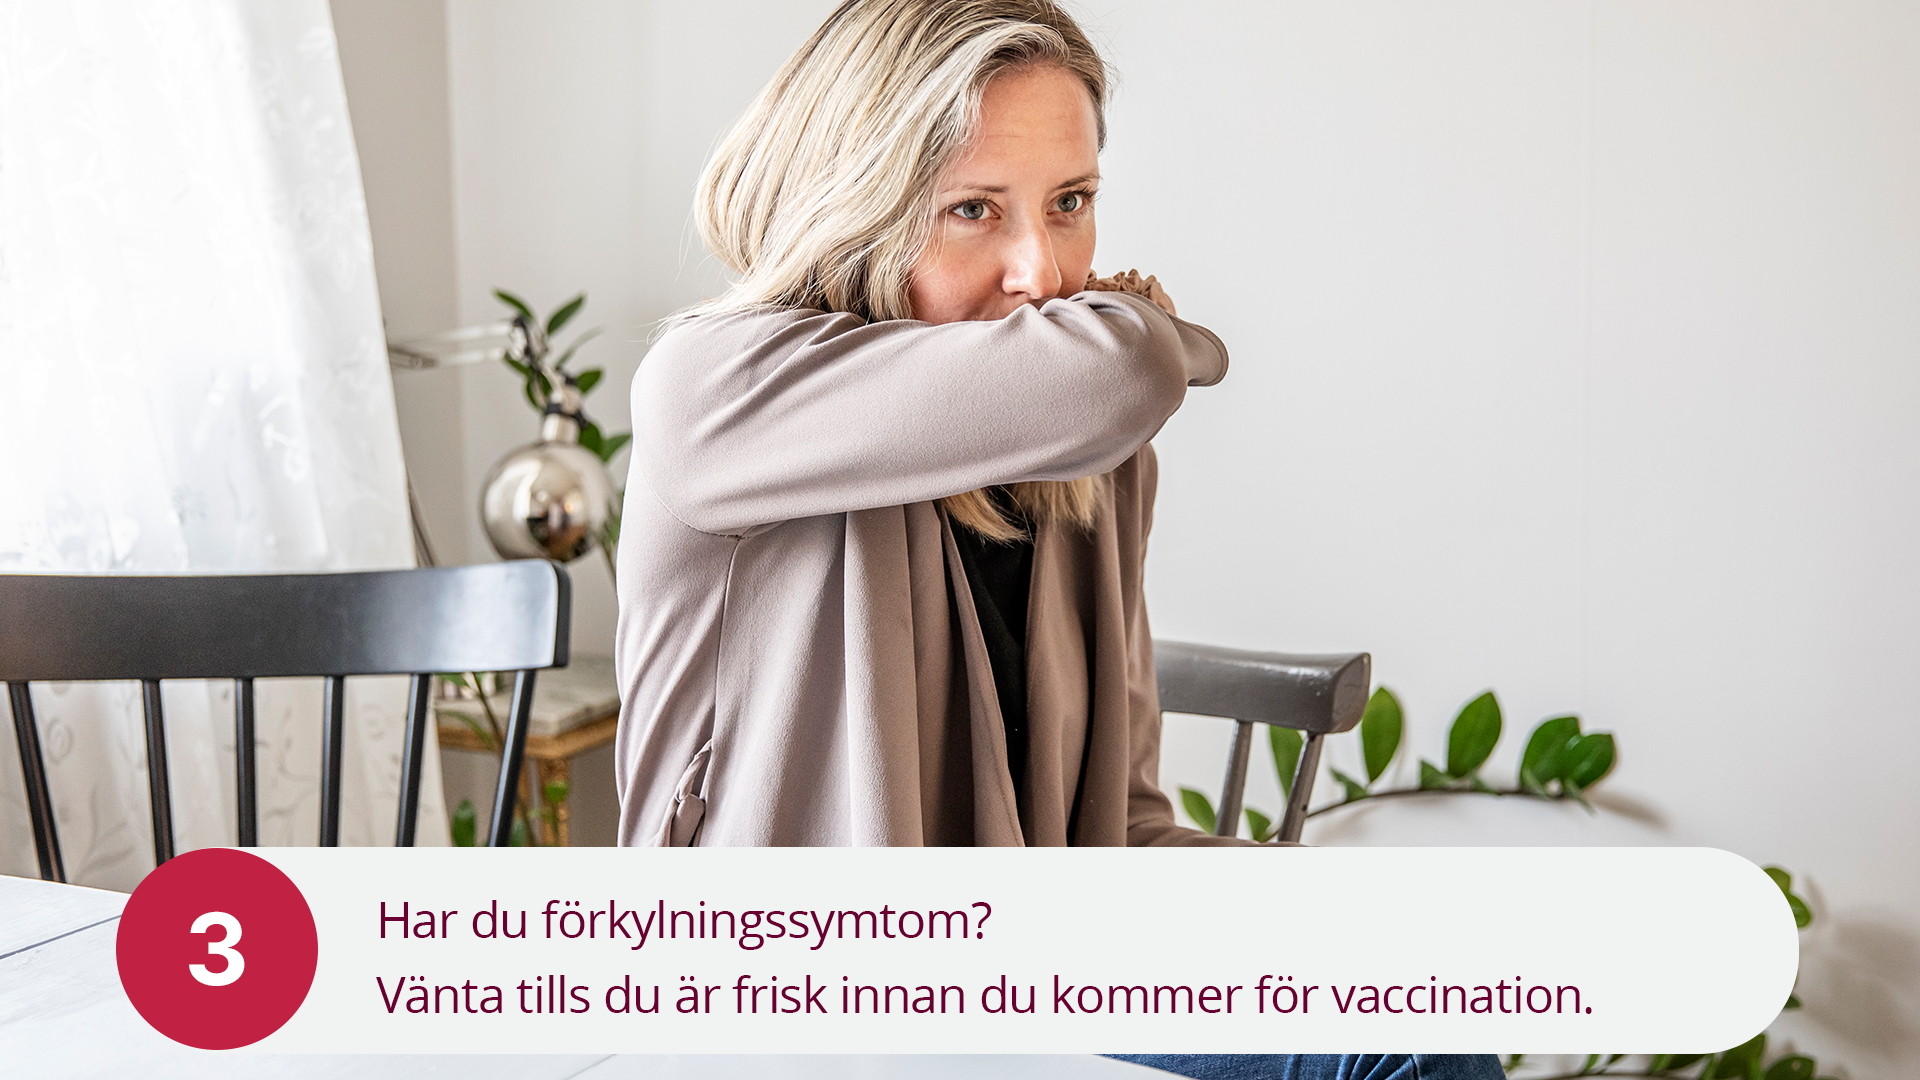 3
Har du förkylningssymtom?
Vänta tills du är frisk innan du kommer för vaccination.